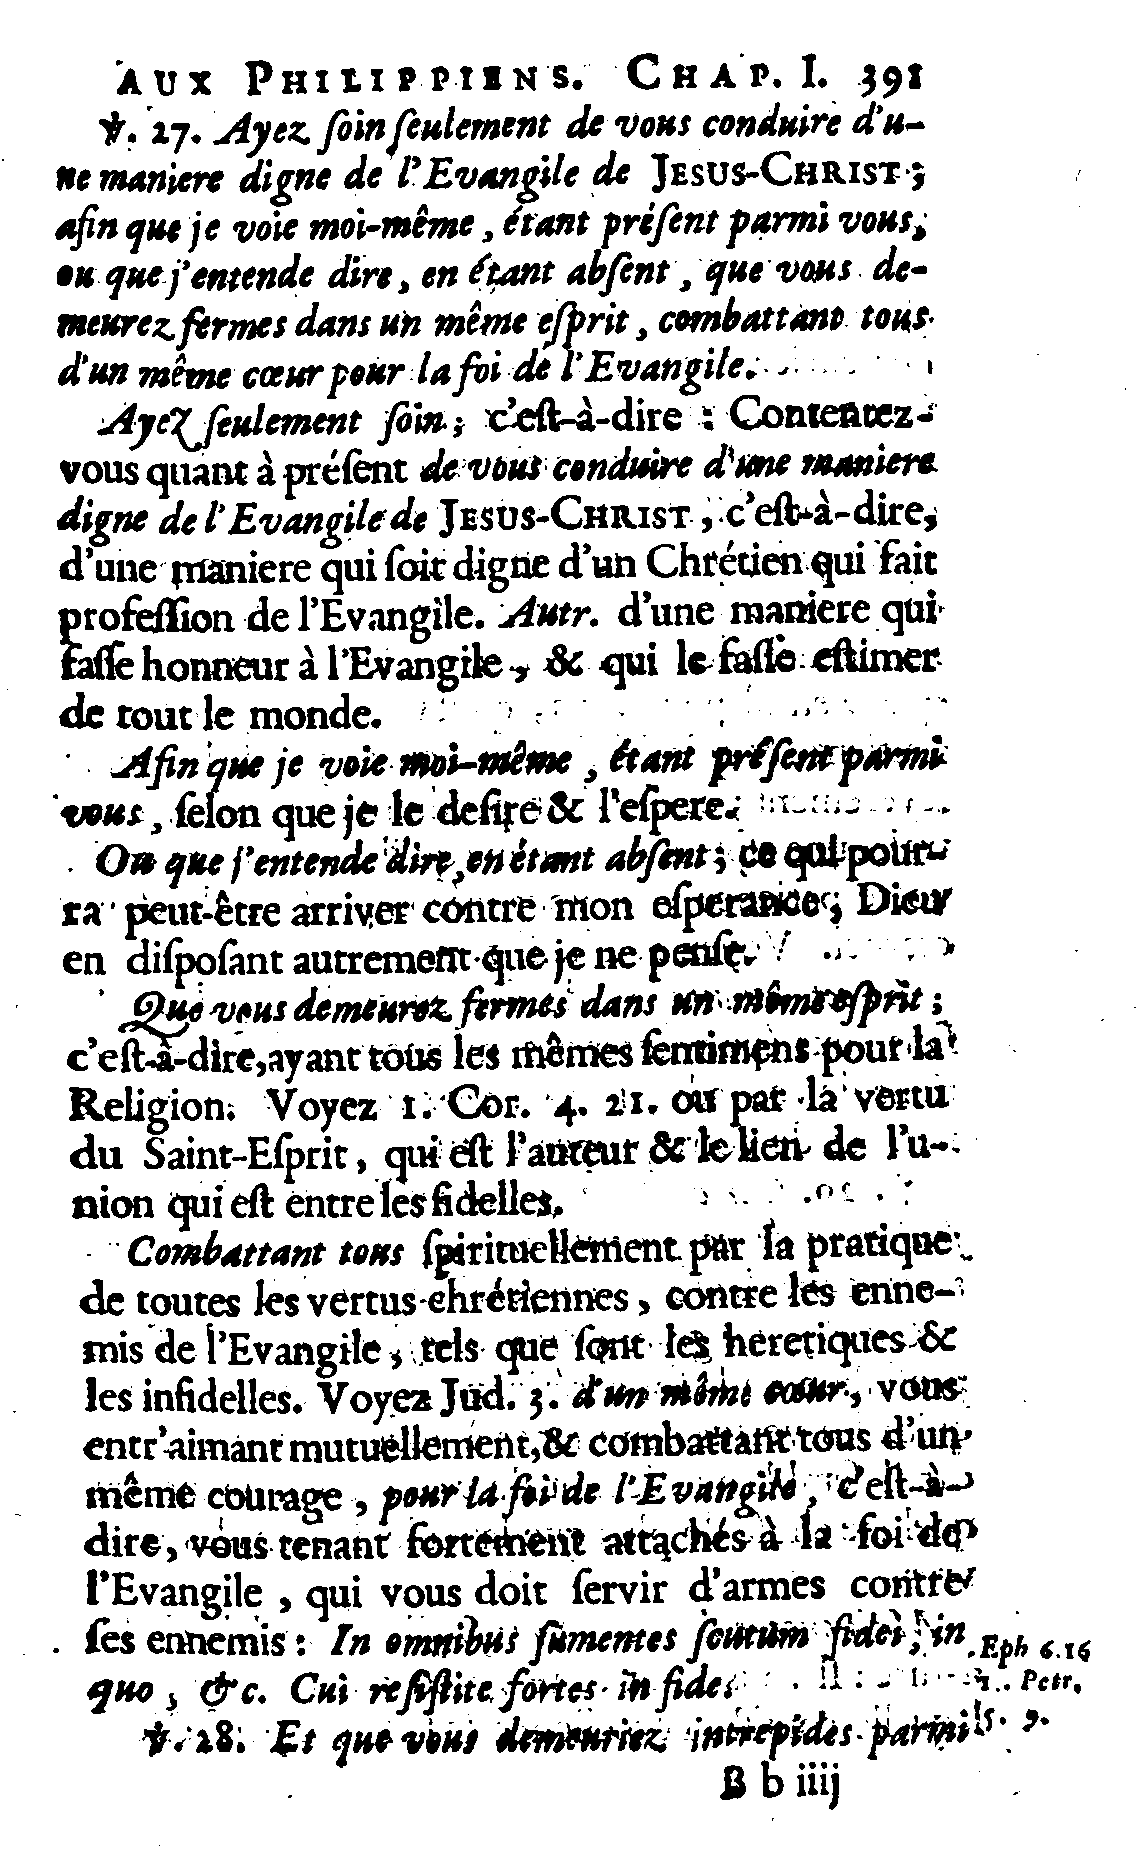 AUX PHILIPPIENS. CHAP. I. 391
℣. 27. Ayez ſoin ſeulement de vous conduire d'u-
ne maniere digne de l'Evangile de JESUS-CHRIST;
afin que je voie moi-même, étant préſent parmi vous,
ou que j'entende dire, en étant abſent, que vous de-
meurez fermes dans un même eſprit, combattant tous
d'un même cœur pour la foi de l'Evangile.
Ayez ſeulement ſoin; c'eſt-à-dire : Contentez-
vous quant à préſent de vous conduire d'une maniere
digne de l'Evangile de JESUS-CHRIST, c'eſt-à-dire,
d'une maniere qui ſoit digne d'un Chrétien qui fait
profeſſion de l'Evangile. Autr. d'une maniere qui
faſſe honneur à l'Evangile, & qui le faſſe eſtimer
de tout le monde.
Afin que je voie moi-même, étant préſent parmi
vous, ſelon que je le deſire & l'eſpere.
Ou que j'entende dire, en étant abſent; ce qui pour-
ra peut-être arriver contre mon eſperance, Dieu
en diſpoſant autrement que je ne penſe.
Que vous demeurez fermes dans un même eſprit;
c'eſt-à-dire, ayant tous les mêmes ſentimens pour la
Religion. Voyez 1. Cor. 4. 21. ou par la vertu
du Saint-Eſprit, qui eſt l'auteur & le lien de l'u-
nion qui eſt entre les fidelles.
Combattant tous ſpirituellement par la pratique
de toutes les vertus chrétiennes, contre les enne-
mis de l'Evangile, tels que ſont les heretiques &
les infidelles. Voyez Jud. 3. d'un même cœur, vous
entr'aimant mutuellement, & combattant tous d'un
même courage, pour la foi de l'Evangile, c'eſt-à-
dire, vous tenant fortement attachés à la foi de
l'Evangile, qui vous doit ſervir d'armes contre
ſes ennemis : In omnibus ſumentes ſcutum fidei, in
quo, &c. Cui reſiſtite fortes in fide.
Eph 6. 16
1. Petr.
5. 9.
℣. 28. Et que vous demeuriez intrepides parmi
B b iiij